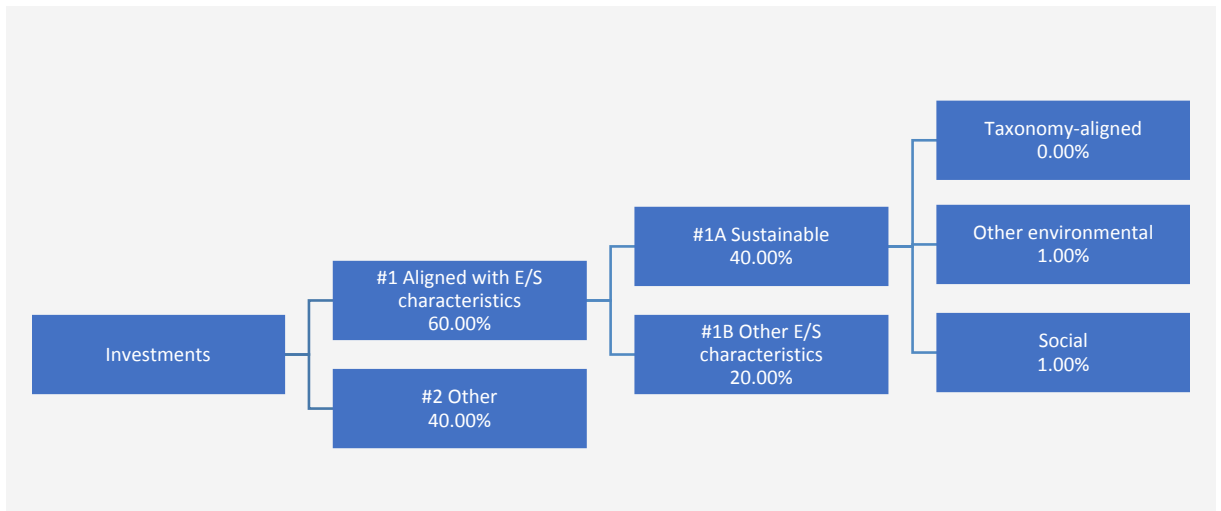 Investments
#1 Aligned with E/S
characteristics
60.00%
#2 Other
40.00%
#1A Sustainable
40.00%
#1B Other E/S
characteristics
20.00%
Taxonomy-aligned
0.00%
Other environmental
1.00%
Social
1.00%